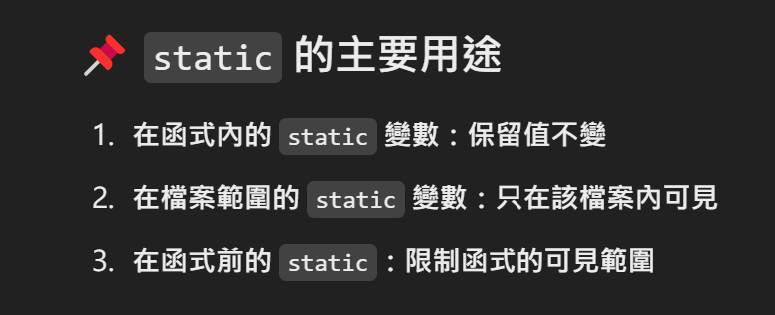 📌 static 的主要用途
1. 在函式內的 static 變數：保留值不變
2. 在檔案範圍的 static 變數：只在該檔案內可見
3. 在函式前的 static：限制函式的可見範圍